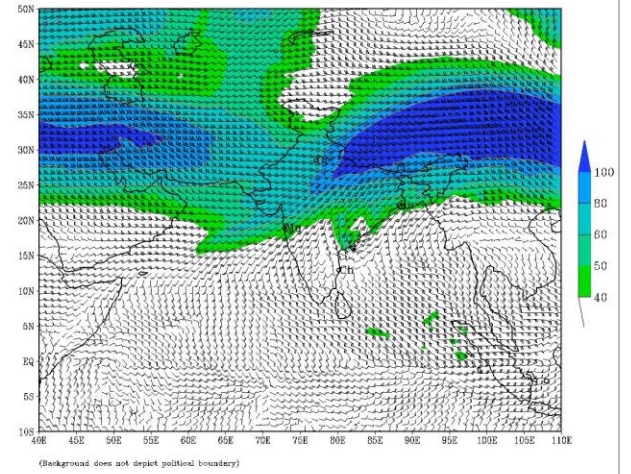 50N
45N
40N
35N
30N
25N
20N
15N
10N
5N
EQ
5S
10S
40E 45E 50E 55E 60E 65E 70E 75E 80E 85E 90E 95E 100E 105E 110E
100
80
60
50
40
Ch
(Background does not depict political boundary)